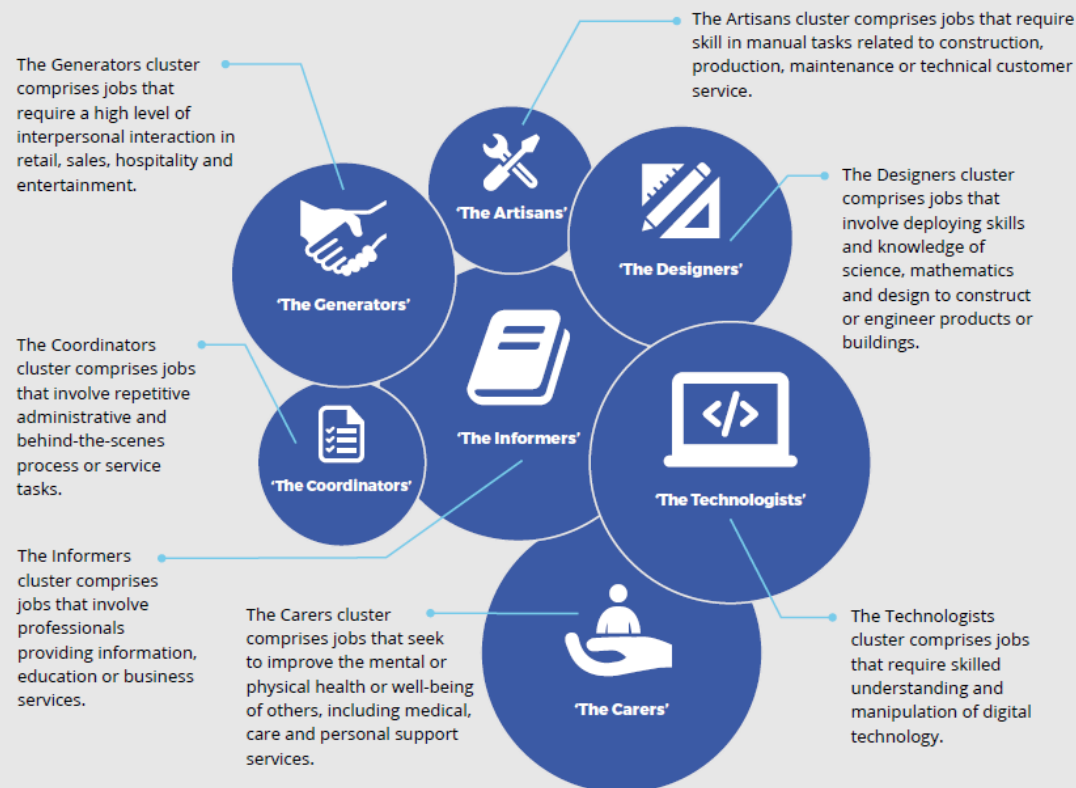 The Artisans cluster comprises jobs that require
skill in manual tasks related to construction,
production, maintenance or technical customer
service.
The Generators cluster
comprises jobs that
require a high level of
interpersonal interaction in
retail, sales, hospitality and
entertainment.
'The Artisans'
The Designers cluster
comprises jobs that
involve deploying skills
and knowledge of
science, mathematics
and design to construct
or engineer products or
buildings.
'The Designers'
'The Generators'
The Coordinators
cluster comprises jobs
that involve repetitive
administrative and
behind-the-scenes
process or service
tasks.
'The Informers'
'The Coordinators'
</>
'The Technologists'
The Informers
cluster comprises
jobs that involve
professionals
providing information,
education or business
services.
The Carers cluster
comprises jobs that seek
to improve the mental or
physical health or well-being
of others, including medical,
care and personal support
services.
'The Carers'
The Technologists
cluster comprises jobs
that require skilled
understanding and
manipulation of digital
technology.